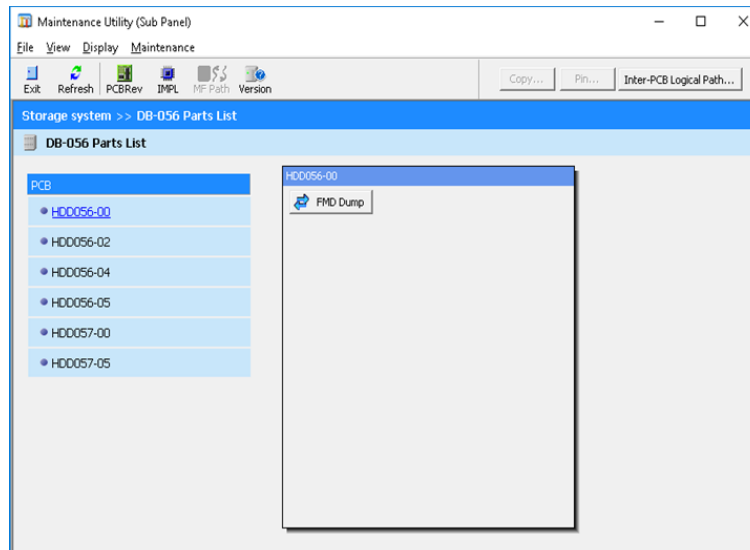 Maintenance Utility (Sub Panel)
File View Display Maintenance
Exit Refresh PCBRev IMPL MF Path Version Copy... Pin... Inter-PCB Logical Path...
Storage system >> DB-056 Parts List
DB-056 Parts List
PCB
HDD056-00
HDD056-02
HDD056-04
HDD056-05
HDD057-00
HDD057-05
HDD056-00
FMD Dump